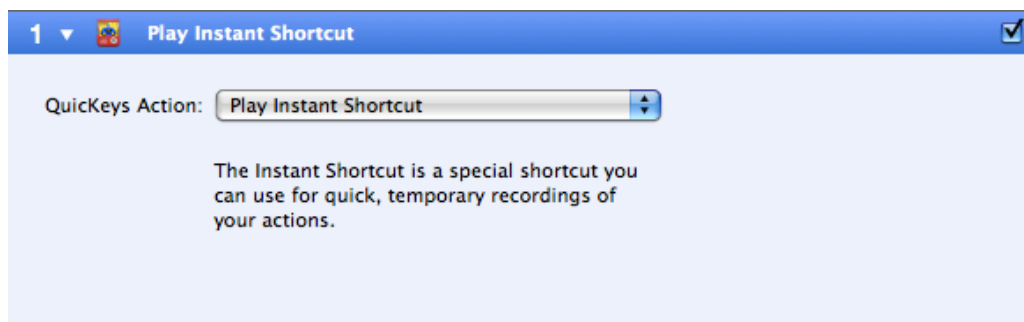 1 Play Instant Shortcut
QuicKeys Action: Play Instant Shortcut
The Instant Shortcut is a special shortcut you
can use for quick, temporary recordings of
your actions.